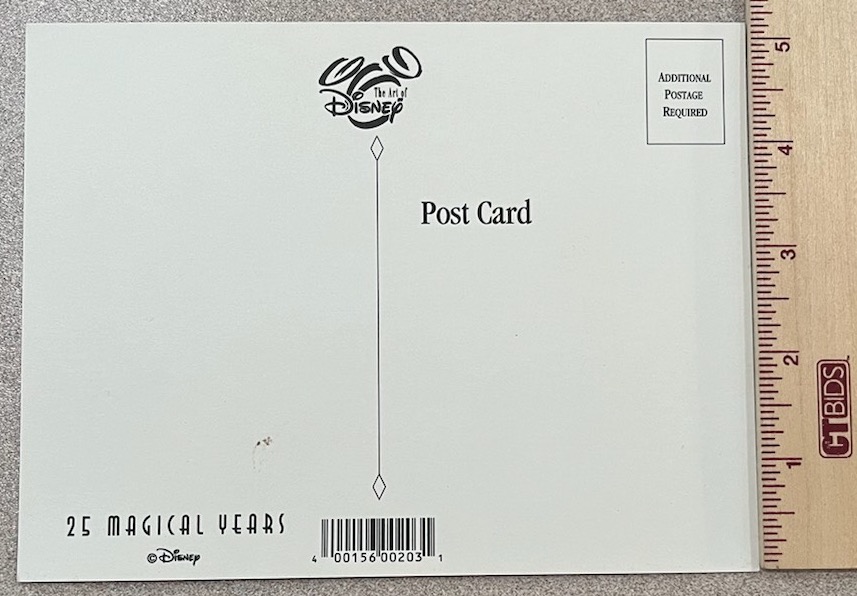 The Art of
Disney
ADDITIONAL
POSTAGE
REQUIRED
Post Card
25 MAGICAL YEARS
© Disney
4 00156 00203 1
5
4
3
2
1
CTBIDS